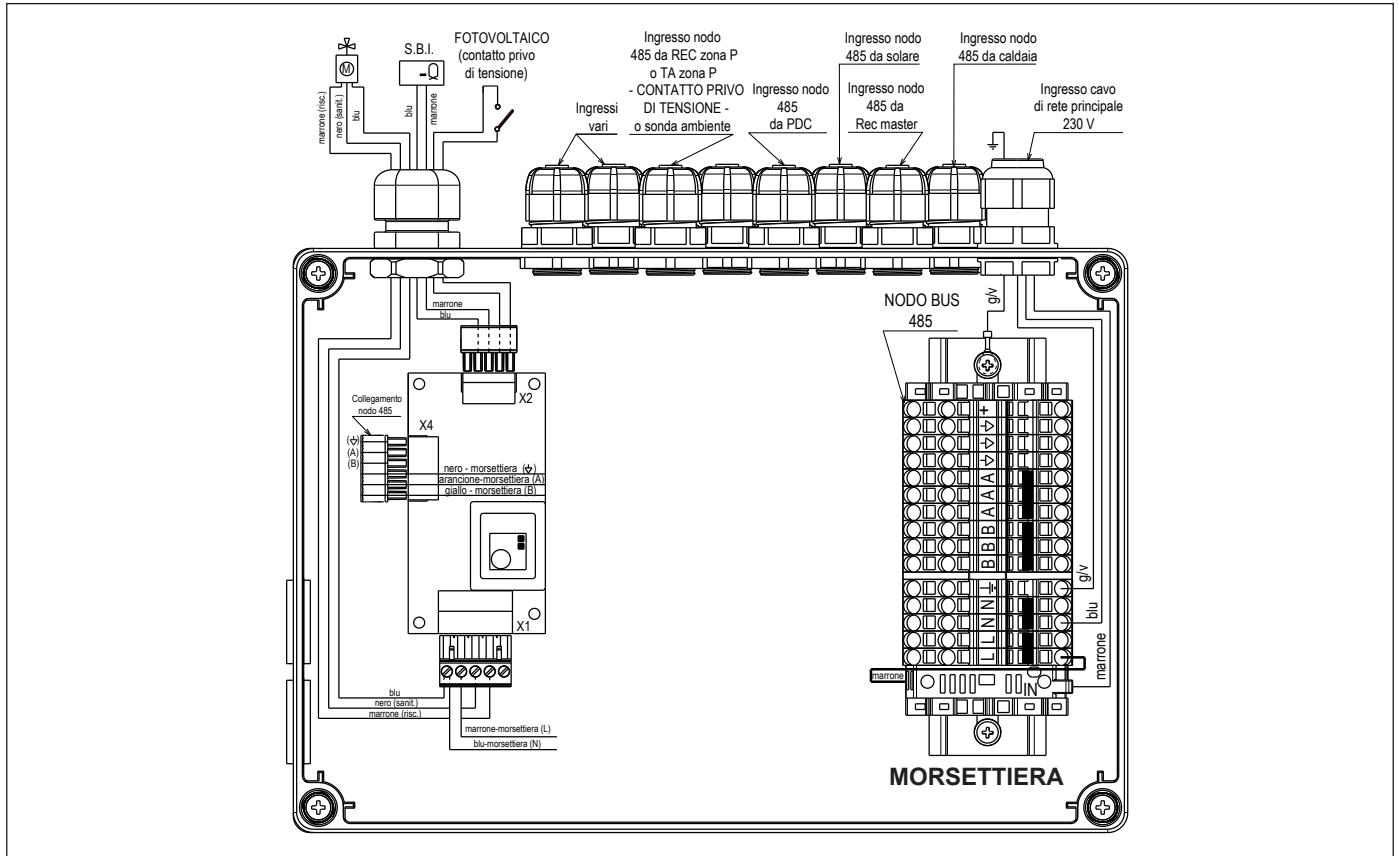 M
marrone (risc.)
nero (sanit.)
blu
S.B.I.
- Q
blu
marrone
FOTOVOLTAICO
(contatto privo
di tensione)
Ingressi
vari
Ingresso nodo
485 da REC zona P
o TA zona P
- CONTATTO PRIVO
DI TENSIONE -
o sonda ambiente
Ingresso nodo
485
da PDC
Ingresso nodo
485 da solare
Ingresso nodo
485 da
Rec master
Ingresso nodo
485 da caldaia
Ingresso cavo
di rete principale
230 V
marrone
blu
X2
Collegamento
nodo 485
X4
(A)
(B)
nero - morsettiera
arancione-morsettiera (A)
giallo - morsettiera (B)
X1
blu
nero (sanit.)
marrone (risc.)
marrone-morsettiera (L)
blu-morsettiera (N)
g/v
NODO BUS
485
+
A
A
A
B
B
B
N
N
L
L
g/v
blu
marrone
marrone
IN
MORSETTIERA